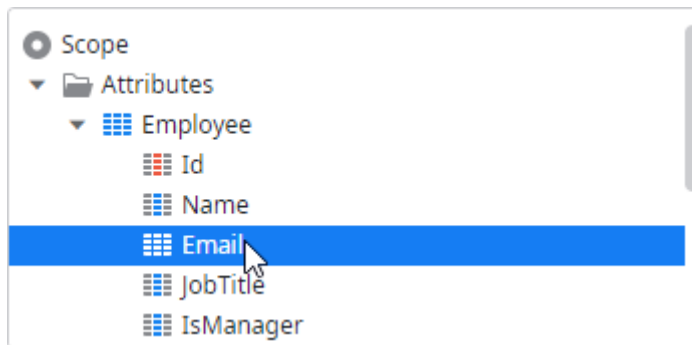 Scope
Attributes
Employee
Id
Name
Email
JobTitle
IsManager